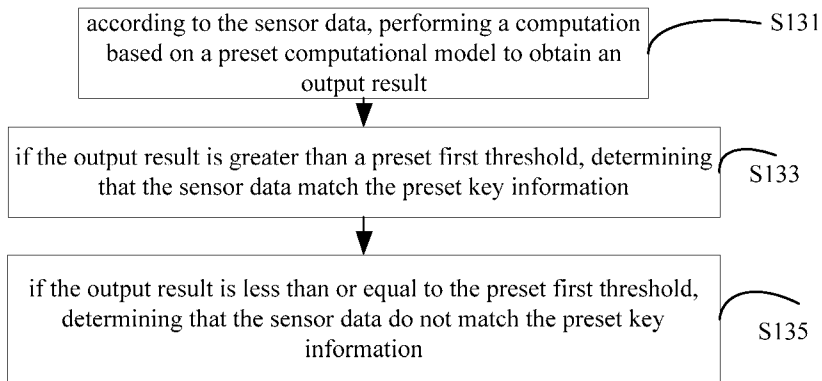 according to the sensor data, performing a computation
based on a preset computational model to obtain an
output result
S131
if the output result is greater than a preset first threshold, determining
that the sensor data match the preset key information
S133
if the output result is less than or equal to the preset first threshold,
determining that the sensor data do not match the preset key
information
S135